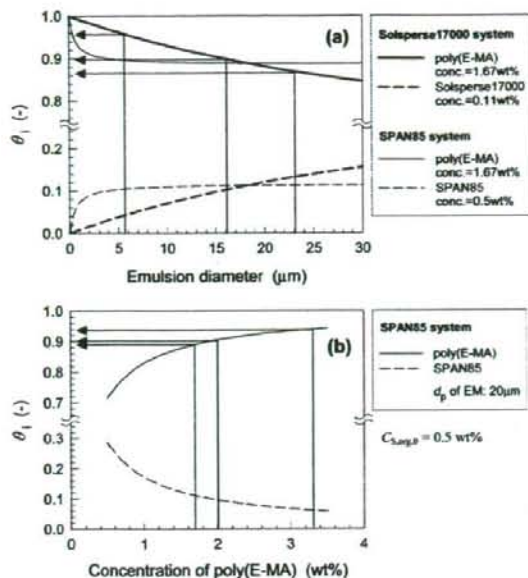 (a)
1.0
0.9
0.8
0.2
0.1
0.0
θi (-)
0 5 10 15 20 25 30
Emulsion diameter (μm)
Solsperse17000 system
poly(E-MA)
conc.=1.67wt%
Solsperse17000
conc.=0.11wt%
SPAN85 system
poly(E-MA)
conc.=1.67wt%
SPAN85
conc.=0.5wt%
(b)
1.0
0.9
0.8
0.7
0.3
0.2
0.1
0.0
θi (-)
0 1 2 3 4
Concentration of poly(E-MA) (wt%)
SPAN85 system
poly(E-MA)
SPAN85
dp of EM: 20μm
CS,org,0 = 0.5 wt%